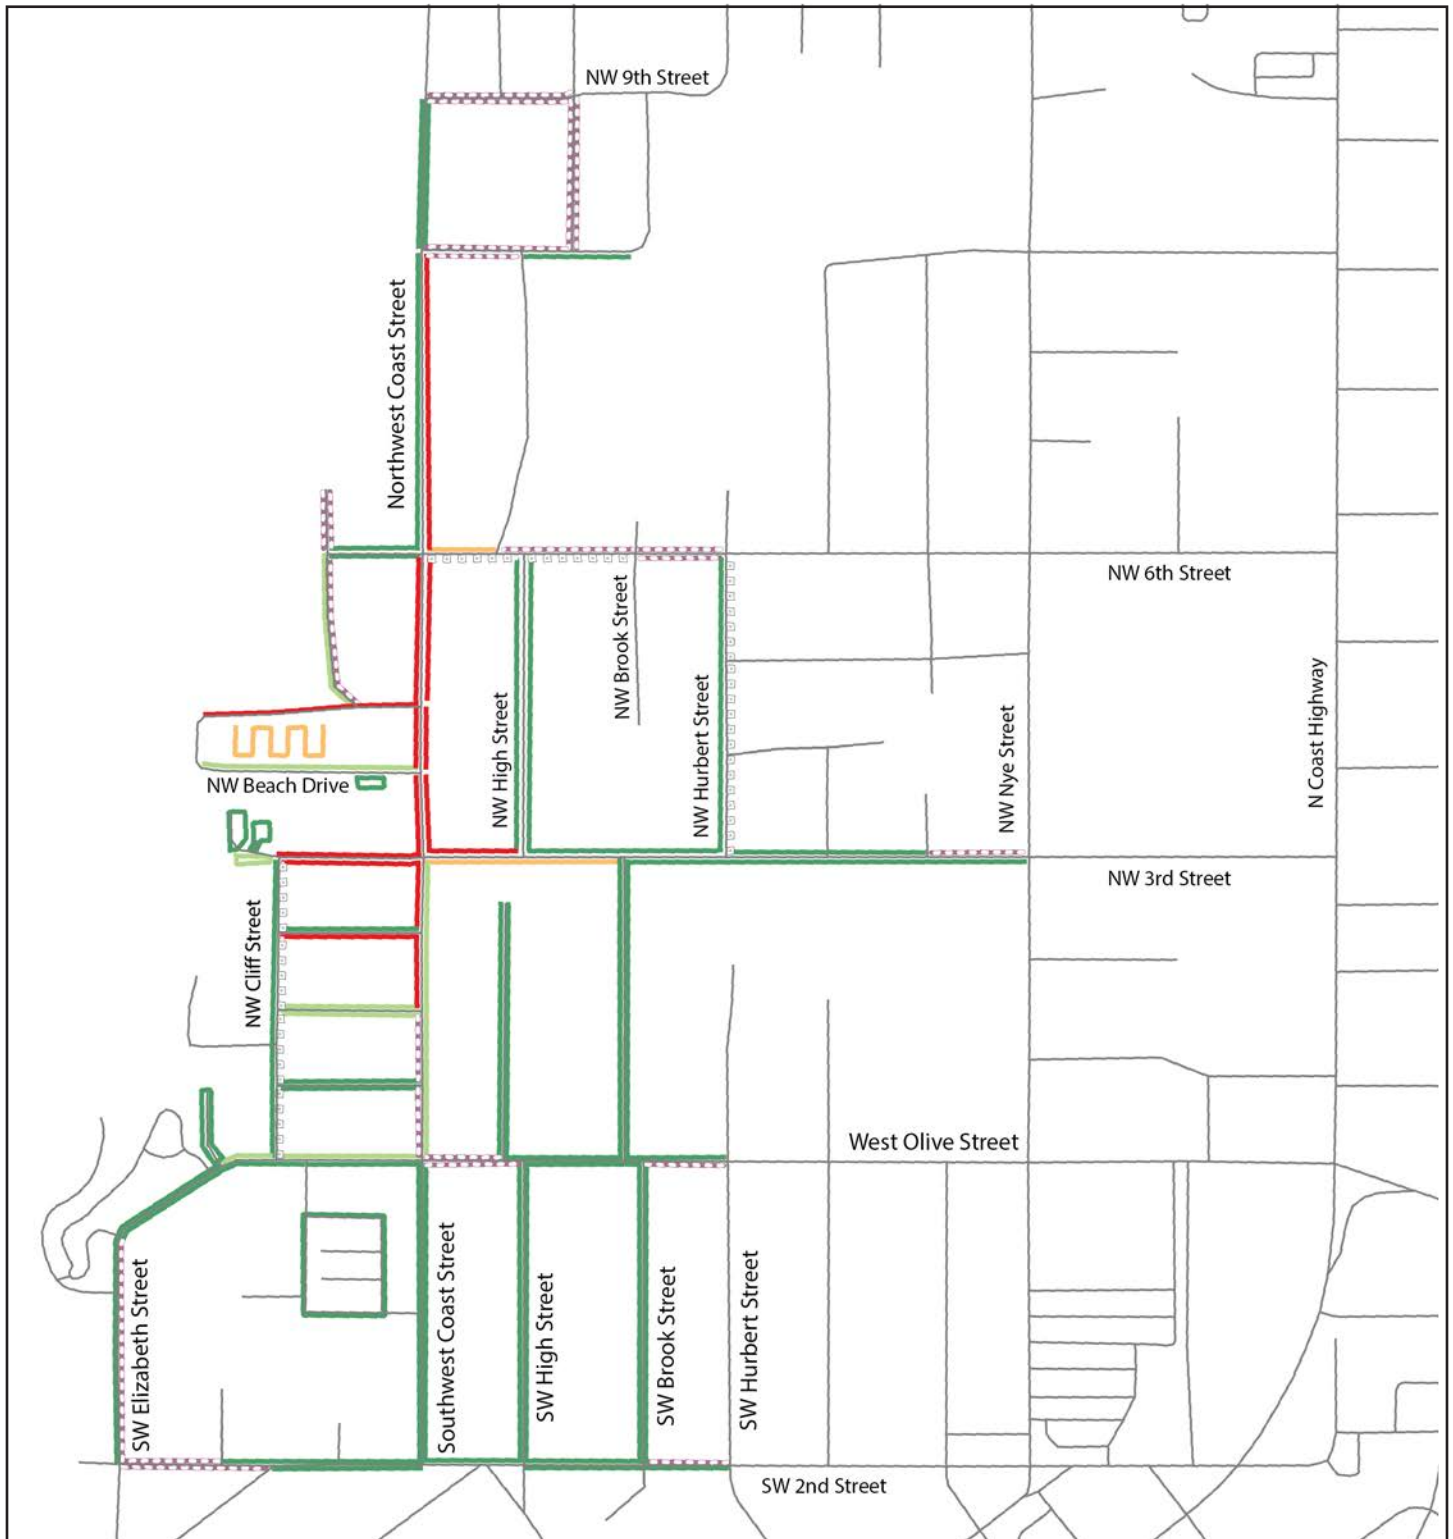 NW 9th Street
Northwest Coast Street
NW 6th Street
NW Brook Street
NW High Street
NW Hurbert Street
NW Nye Street
N Coast Highway
NW Beach Drive
NW 3rd Street
NW Cliff Street
West Olive Street
SW Elizabeth Street
Southwest Coast Street
SW High Street
SW Brook Street
SW Hurbert Street
SW 2nd Street